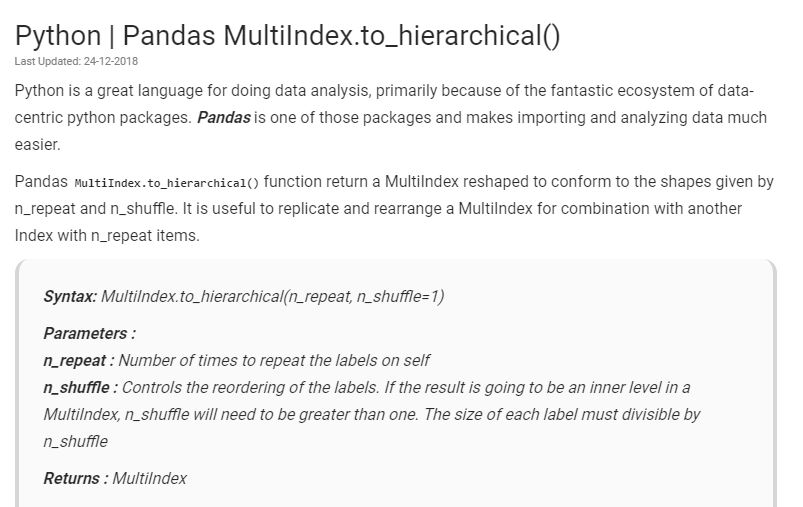 Python | Pandas MultiIndex.to_hierarchical()
Last Updated: 24-12-2018
Python is a great language for doing data analysis, primarily because of the fantastic ecosystem of data-
centric python packages. Pandas is one of those packages and makes importing and analyzing data much
easier.
Pandas MultiIndex.to_hierarchical() function return a MultiIndex reshaped to conform to the shapes given by
n_repeat and n_shuffle. It is useful to replicate and rearrange a MultiIndex for combination with another
Index with n_repeat items.
Syntax: MultiIndex.to_hierarchical(n_repeat, n_shuffle=1)
Parameters :
n_repeat : Number of times to repeat the labels on self
n_shuffle : Controls the reordering of the labels. If the result is going to be an inner level in a
MultiIndex, n_shuffle will need to be greater than one. The size of each label must divisible by
n_shuffle
Returns : MultiIndex